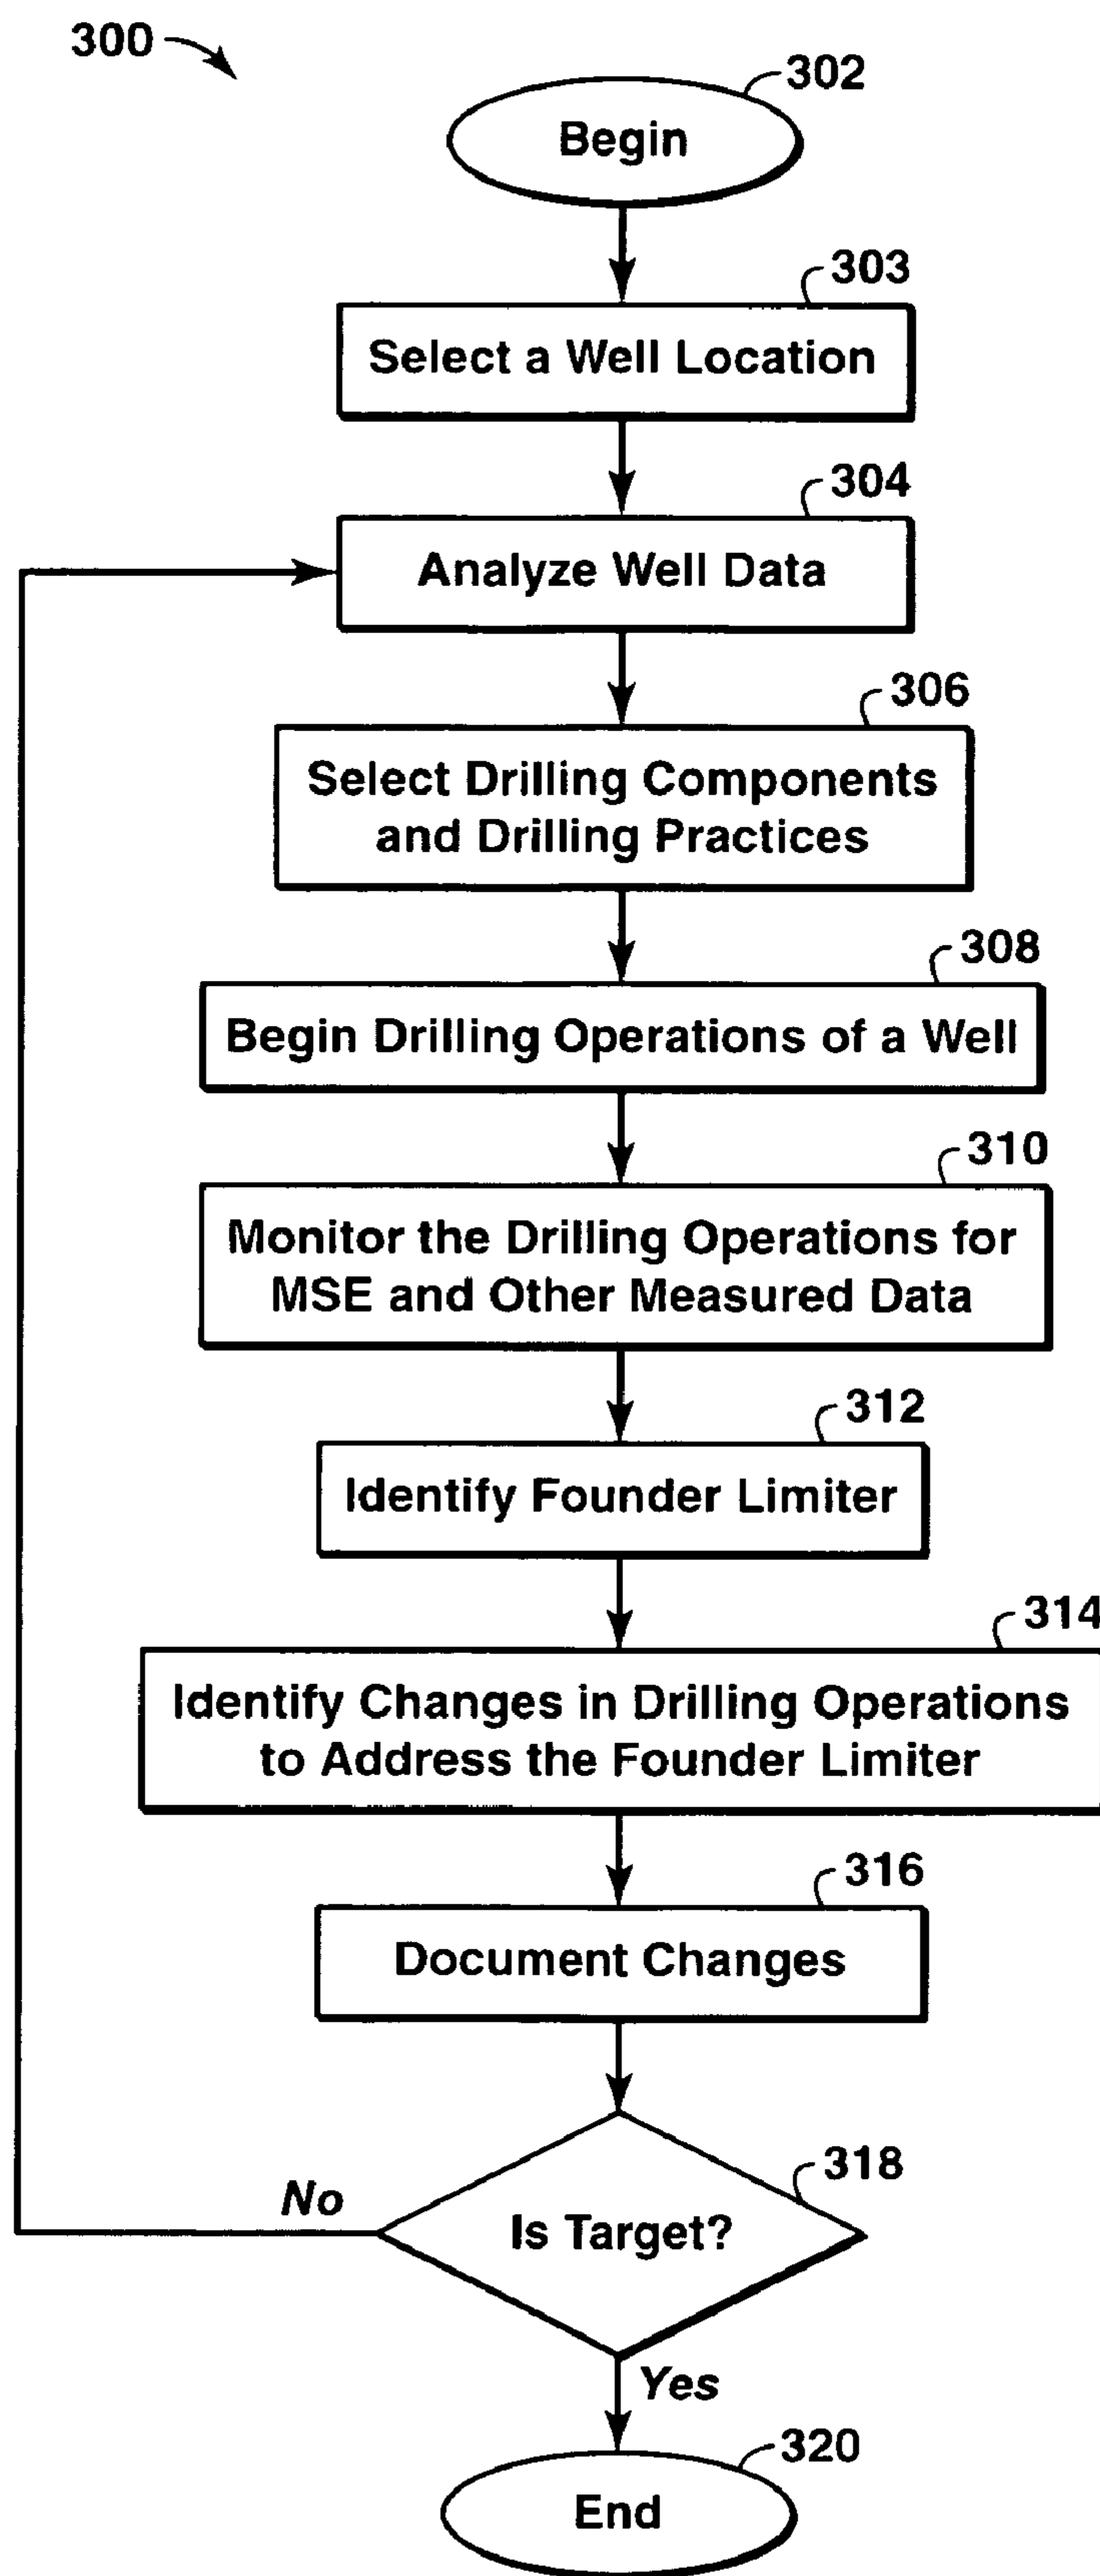 300
302
Begin
303
Select a Well Location
304
Analyze Well Data
306
Select Drilling Components
and Drilling Practices
308
Begin Drilling Operations of a Well
310
Monitor the Drilling Operations for
MSE and Other Measured Data
312
Identify Founder Limiter
314
Identify Changes in Drilling Operations
to Address the Founder Limiter
316
Document Changes
318
No
Is Target?
Yes
320
End